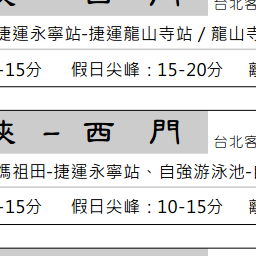 台北客
捷運永寧站-捷運龍山寺站 / 龍山寺
-15分 假日尖峰：15-20分 離
峽 － 西 門 台北客
媽祖田-捷運永寧站、自強游泳池-
-15分 假日尖峰：10-15分 離